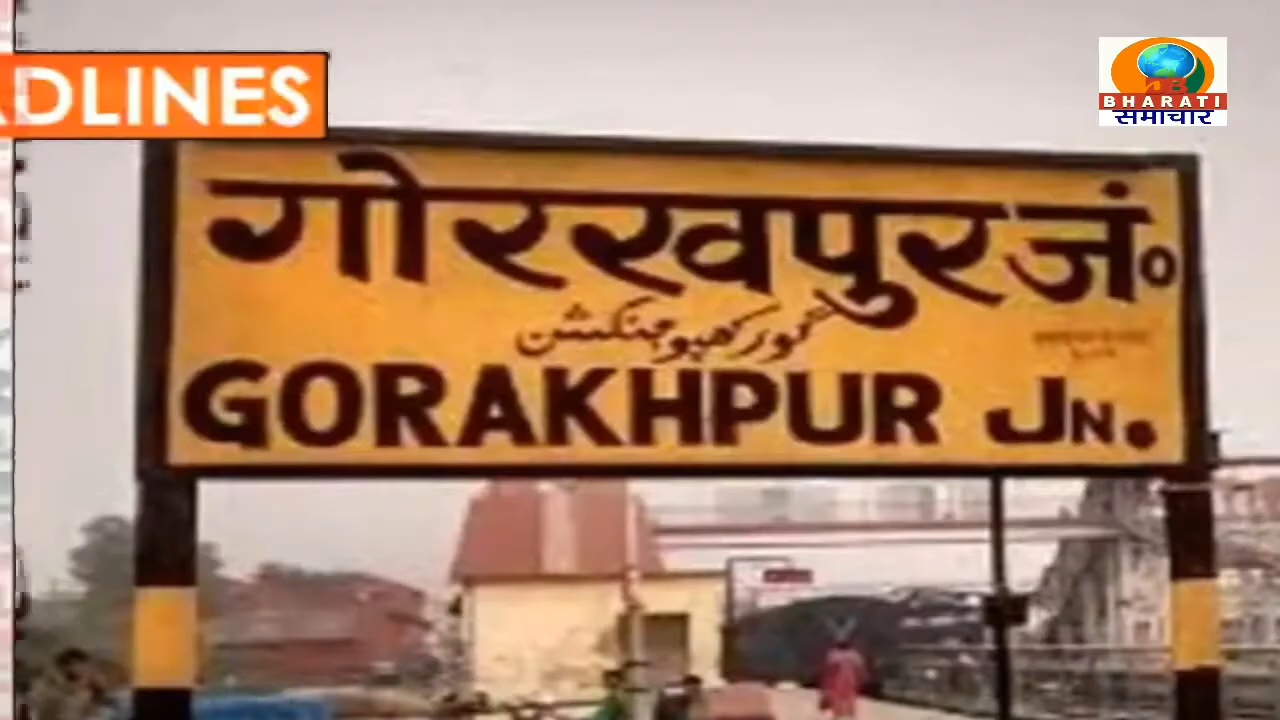 ADLINES
BHARATI
समाचार
गोरखपुर जं०
گورکھپور جنکشن
GORAKHPUR JN.